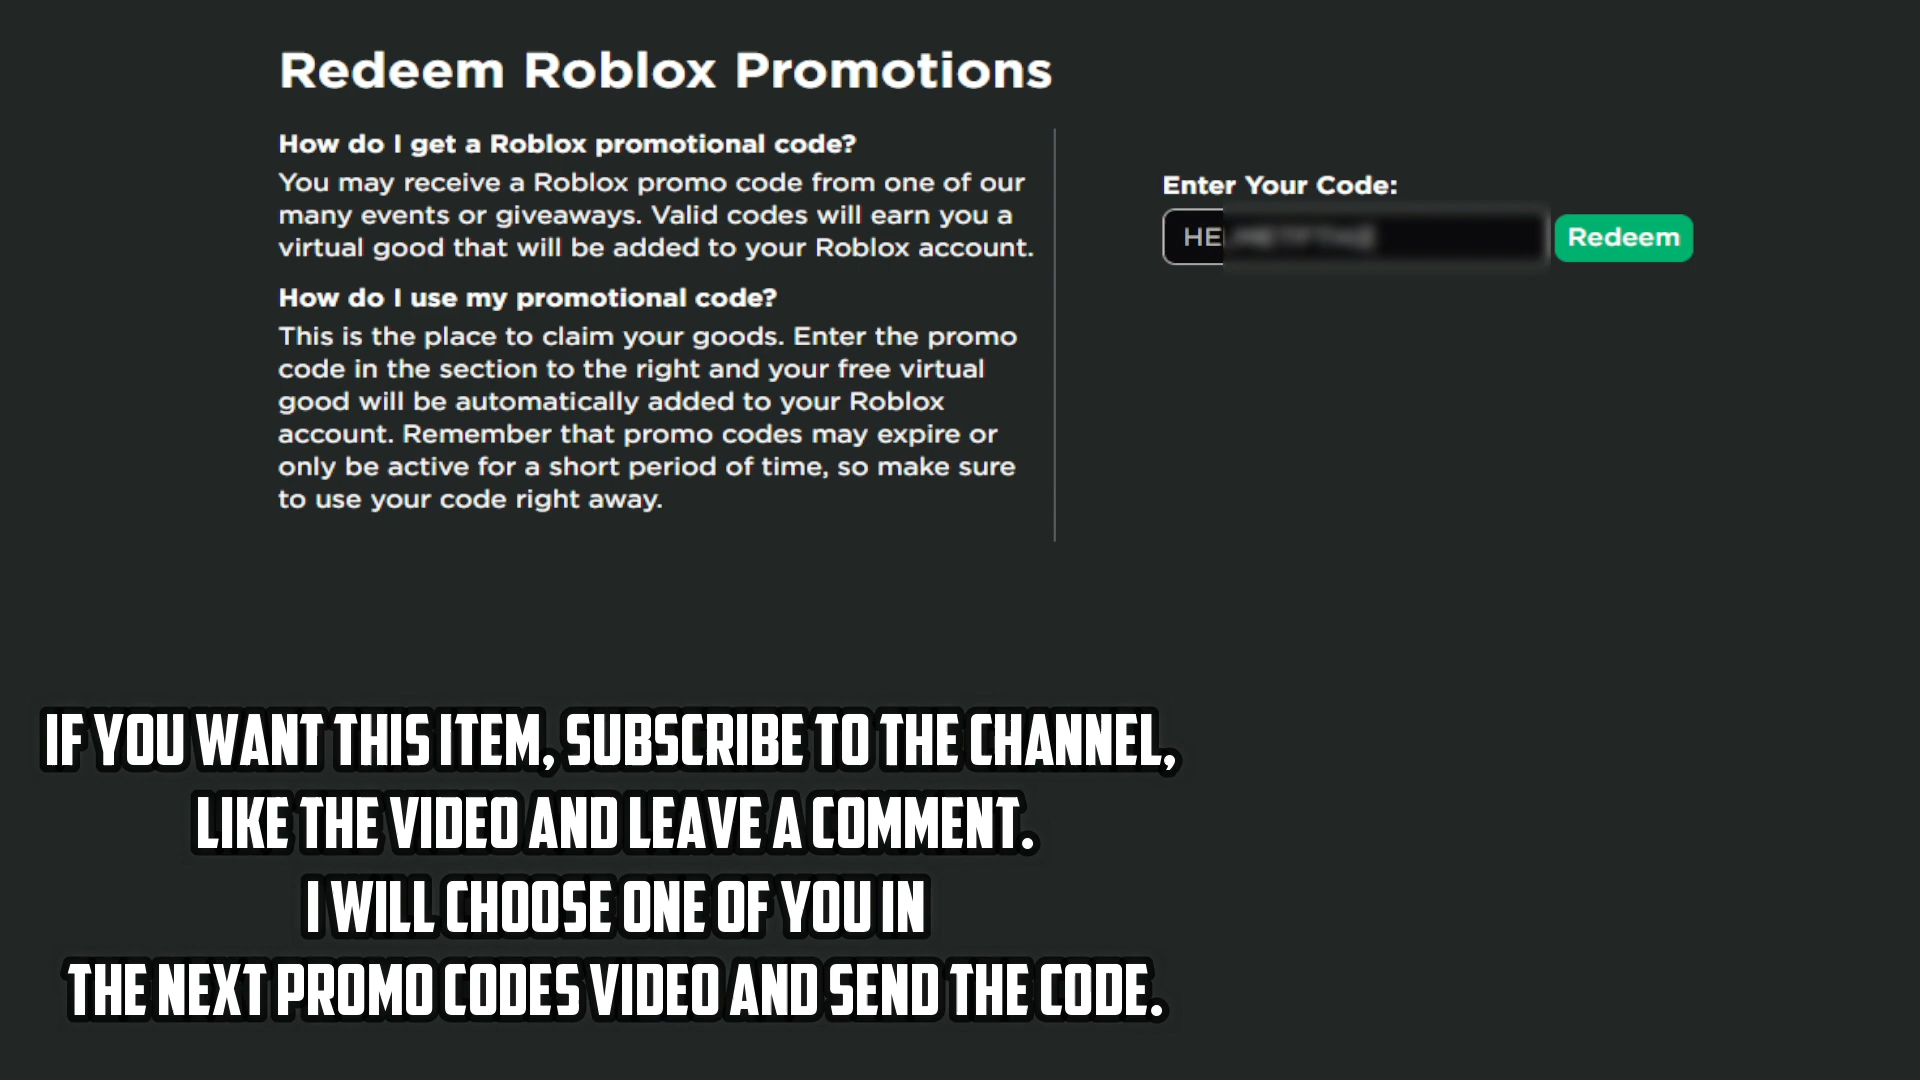 Redeem Roblox Promotions
How do I get a Roblox promotional code?
You may receive a Roblox promo code from one of our
many events or giveaways. Valid codes will earn you a
virtual good that will be added to your Roblox account.
How do I use my promotional code?
This is the place to claim your goods. Enter the promo
code in the section to the right and your free virtual
good will be automatically added to your Roblox
account. Remember that promo codes may expire or
only be active for a short period of time, so make sure
to use your code right away.
Enter Your Code:
Redeem
IF YOU WANT THIS ITEM, SUBSCRIBE TO THE CHANNEL,
LIKE THE VIDEO AND LEAVE A COMMENT.
I WILL CHOOSE ONE OF YOU IN
THE NEXT PROMO CODES VIDEO AND SEND THE CODE.